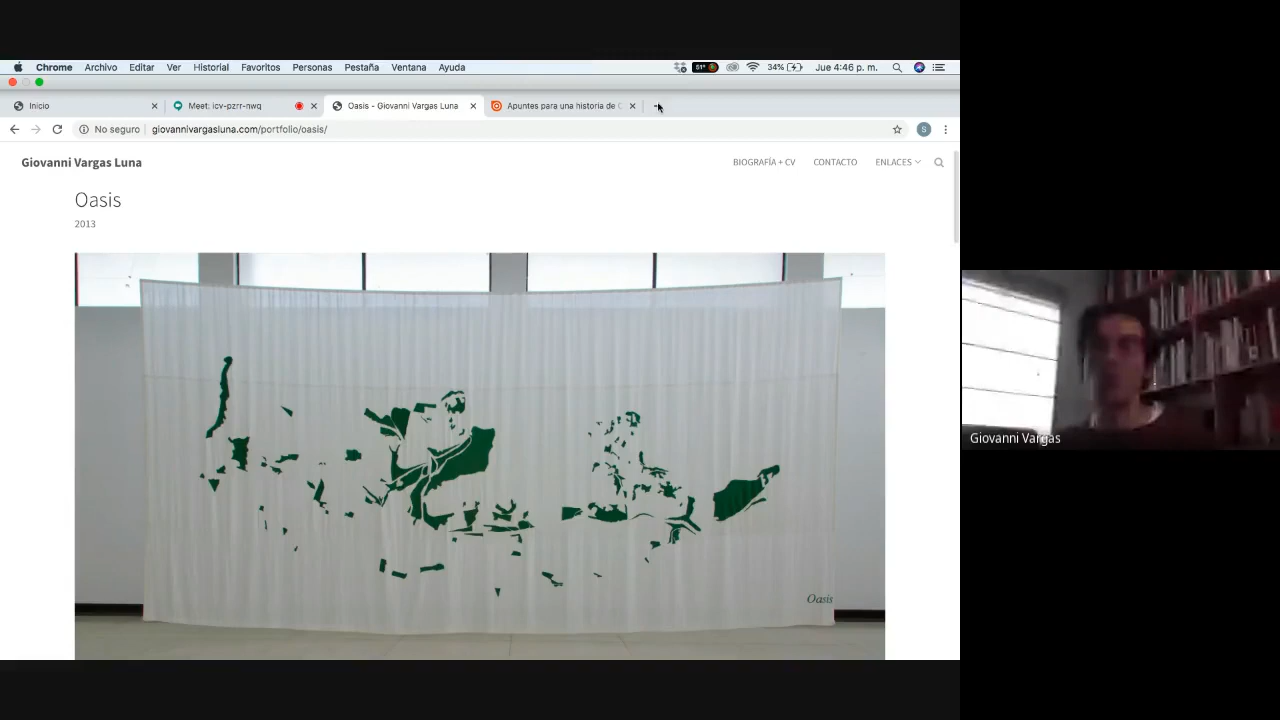 Chrome Archivo Editar Ver Historial Favoritos Personas Pestaña Ventana Ayuda
51° 34% Jue 4:46 p. m.
Inicio
Meet: icv-pzrr-nwq
Oasis - Giovanni Vargas Luna
Apuntes para una historia de
No seguro giovannivargasluna.com/portfolio/oasis/
S
Giovanni Vargas Luna
BIOGRAFÍA + CV CONTACTO ENLACES
Oasis
2013
Oasis
Giovanni Vargas